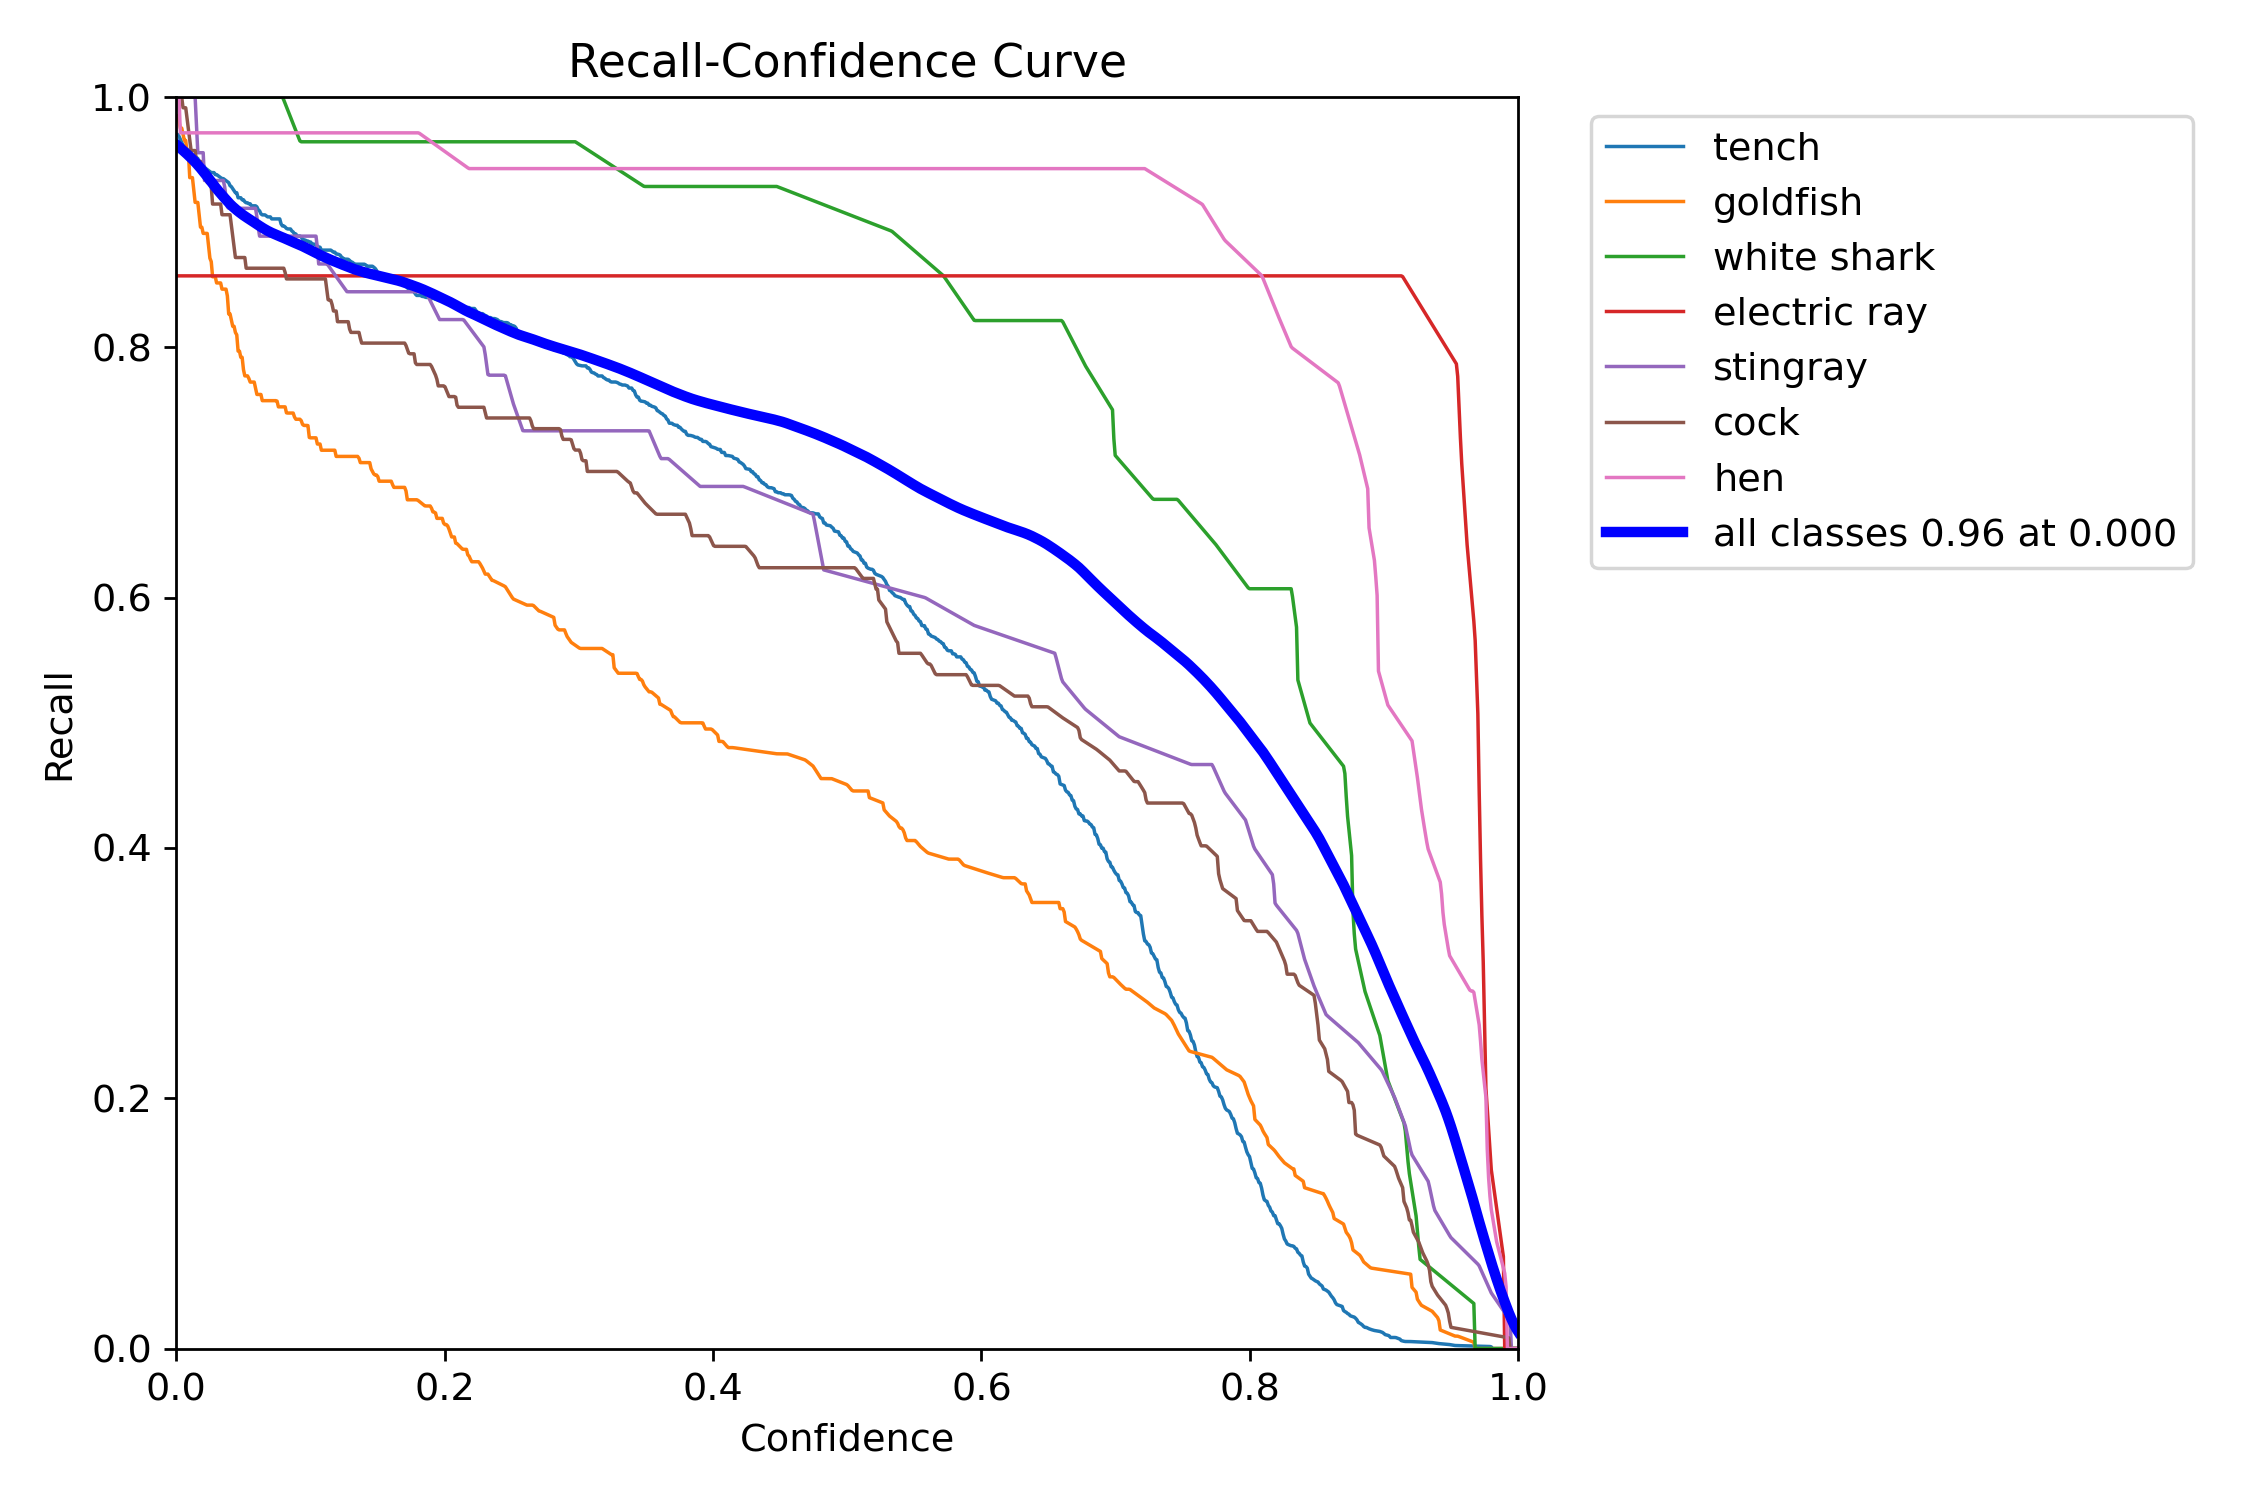 Recall-Confidence Curve
1.0
0.8
0.6
0.4
0.2
0.0
Recall
0.0 0.2 0.4 0.6 0.8 1.0
Confidence
tench
goldfish
white shark
electric ray
stingray
cock
hen
all classes 0.96 at 0.000